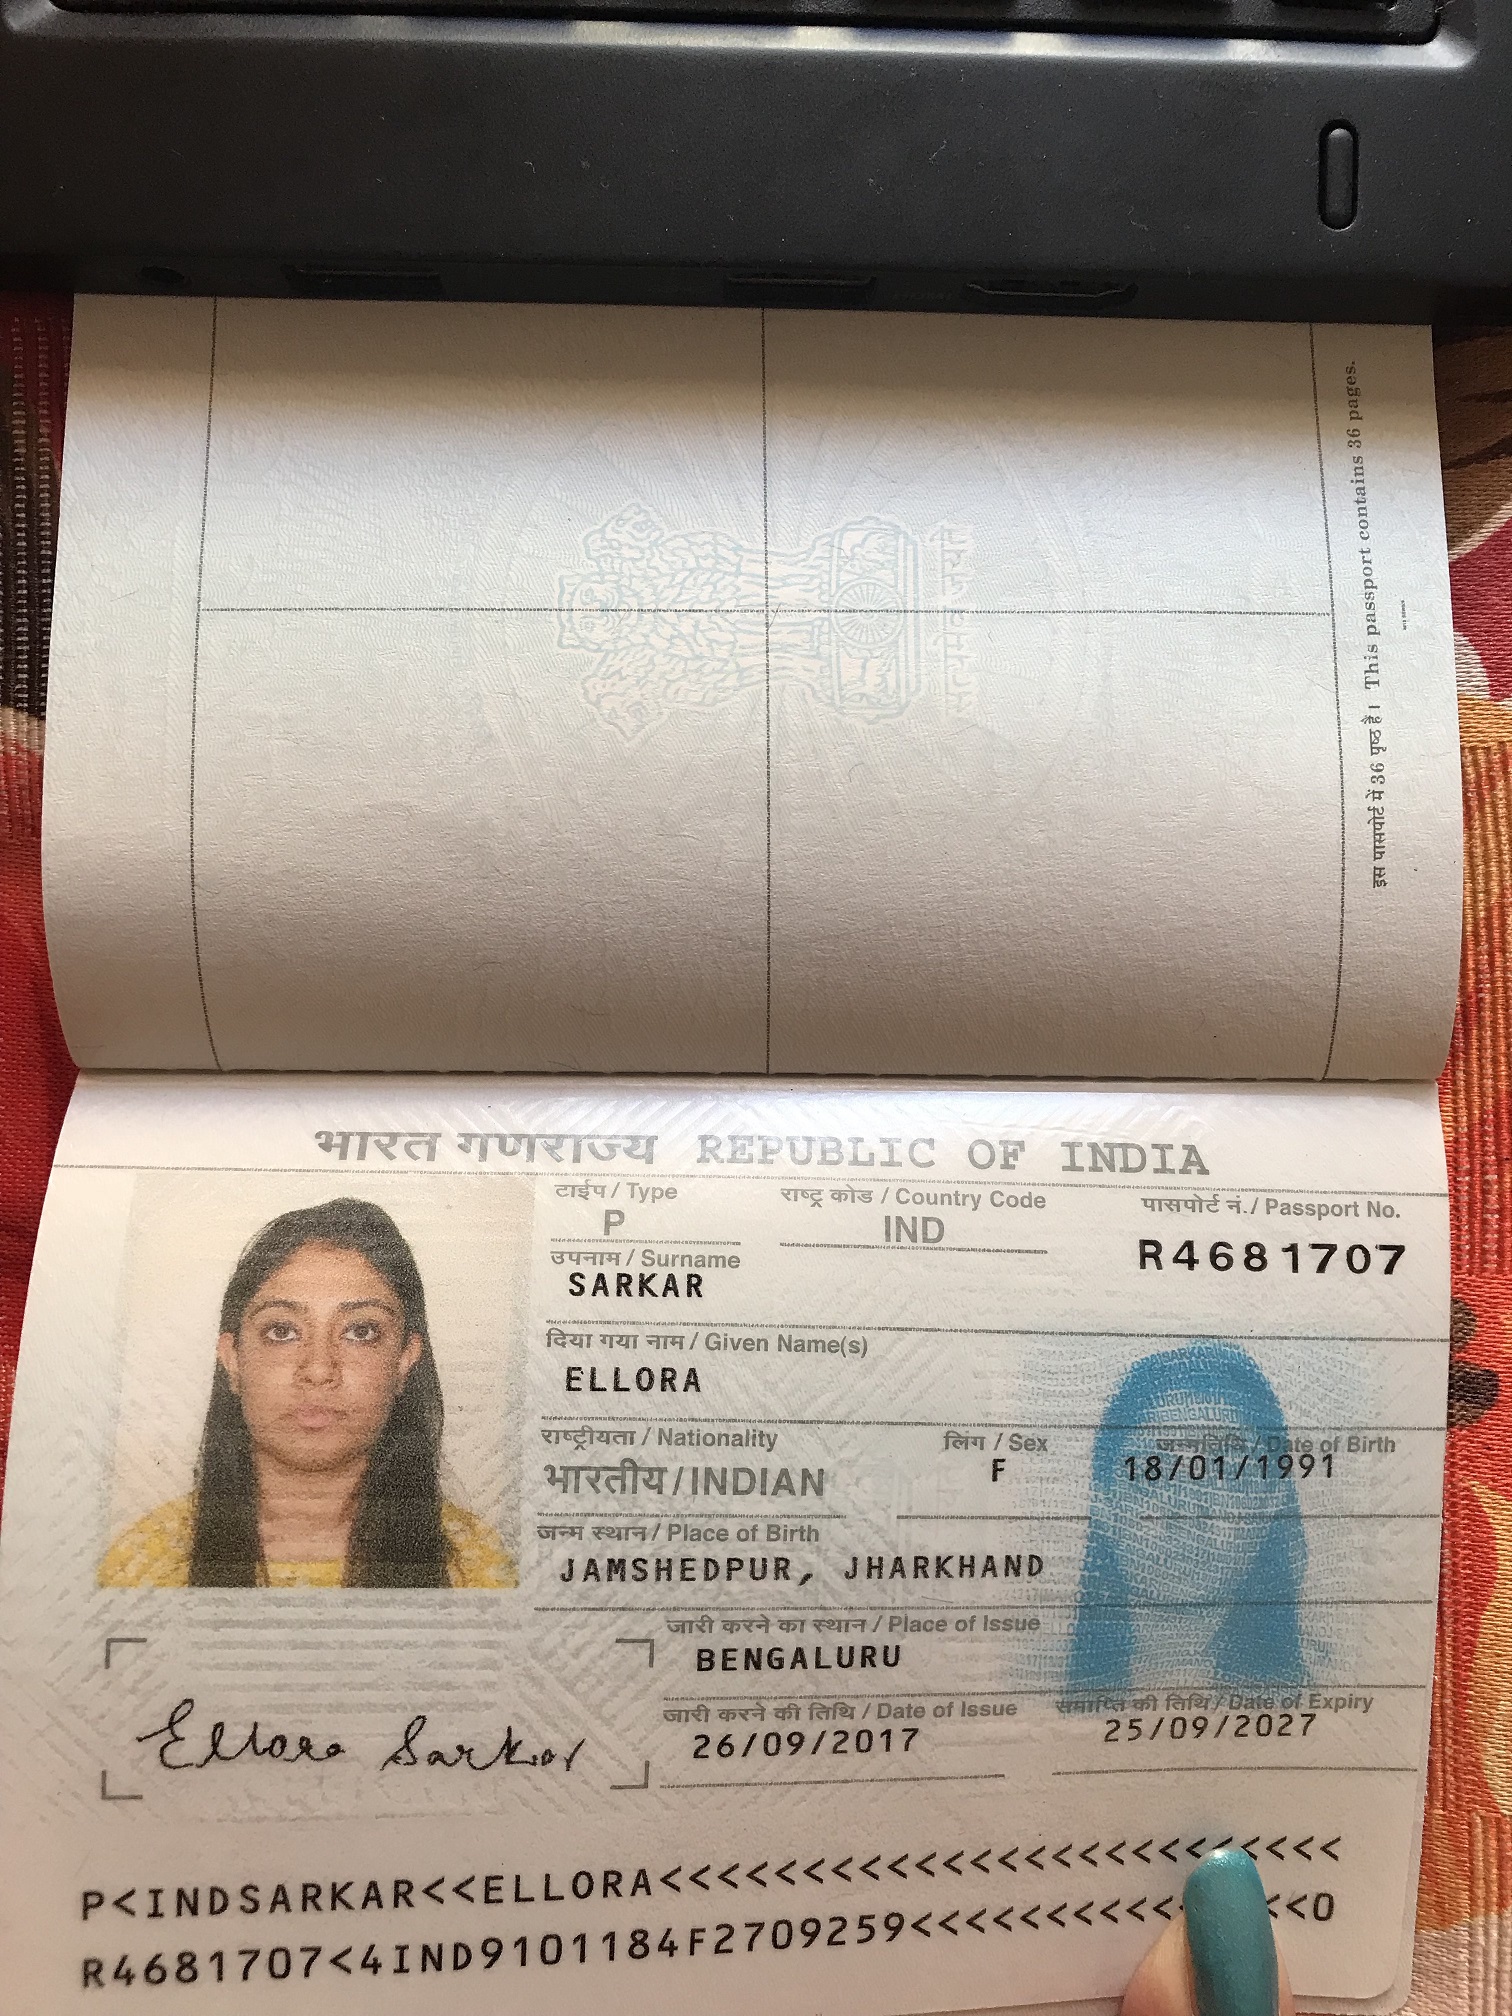 इस पासपोर्ट में 36 पृष्ठ है। This passport contains 36 pages.
भारत गणराज्य REPUBLIC OF INDIA
टाईप / Type राष्ट्र कोड / Country Code पासपोर्ट नं. / Passport No.
P IND R4681707
उपनाम / Surname
SARKAR
दिया गया नाम / Given Name(s)
ELLORA
राष्ट्रीयता / Nationality लिंग / Sex जन्मतिथि / Date of Birth
भारतीय / INDIAN F 18/01/1991
जन्म स्थान / Place of Birth
JAMSHEDPUR, JHARKHAND
जारी करने का स्थान / Place of Issue
BENGALURU
जारी करने की तिथि / Date of Issue समाप्ति की तिथि / Date of Expiry
26/09/2017 25/09/2027
Ellora Sarkar
P<INDSARKAR<<ELLORA<<<<<<<<<<<<<<<<<<<<<<<<<
R4681707<4IND9101184F2709259<<<<<<<<<<<<<<<0